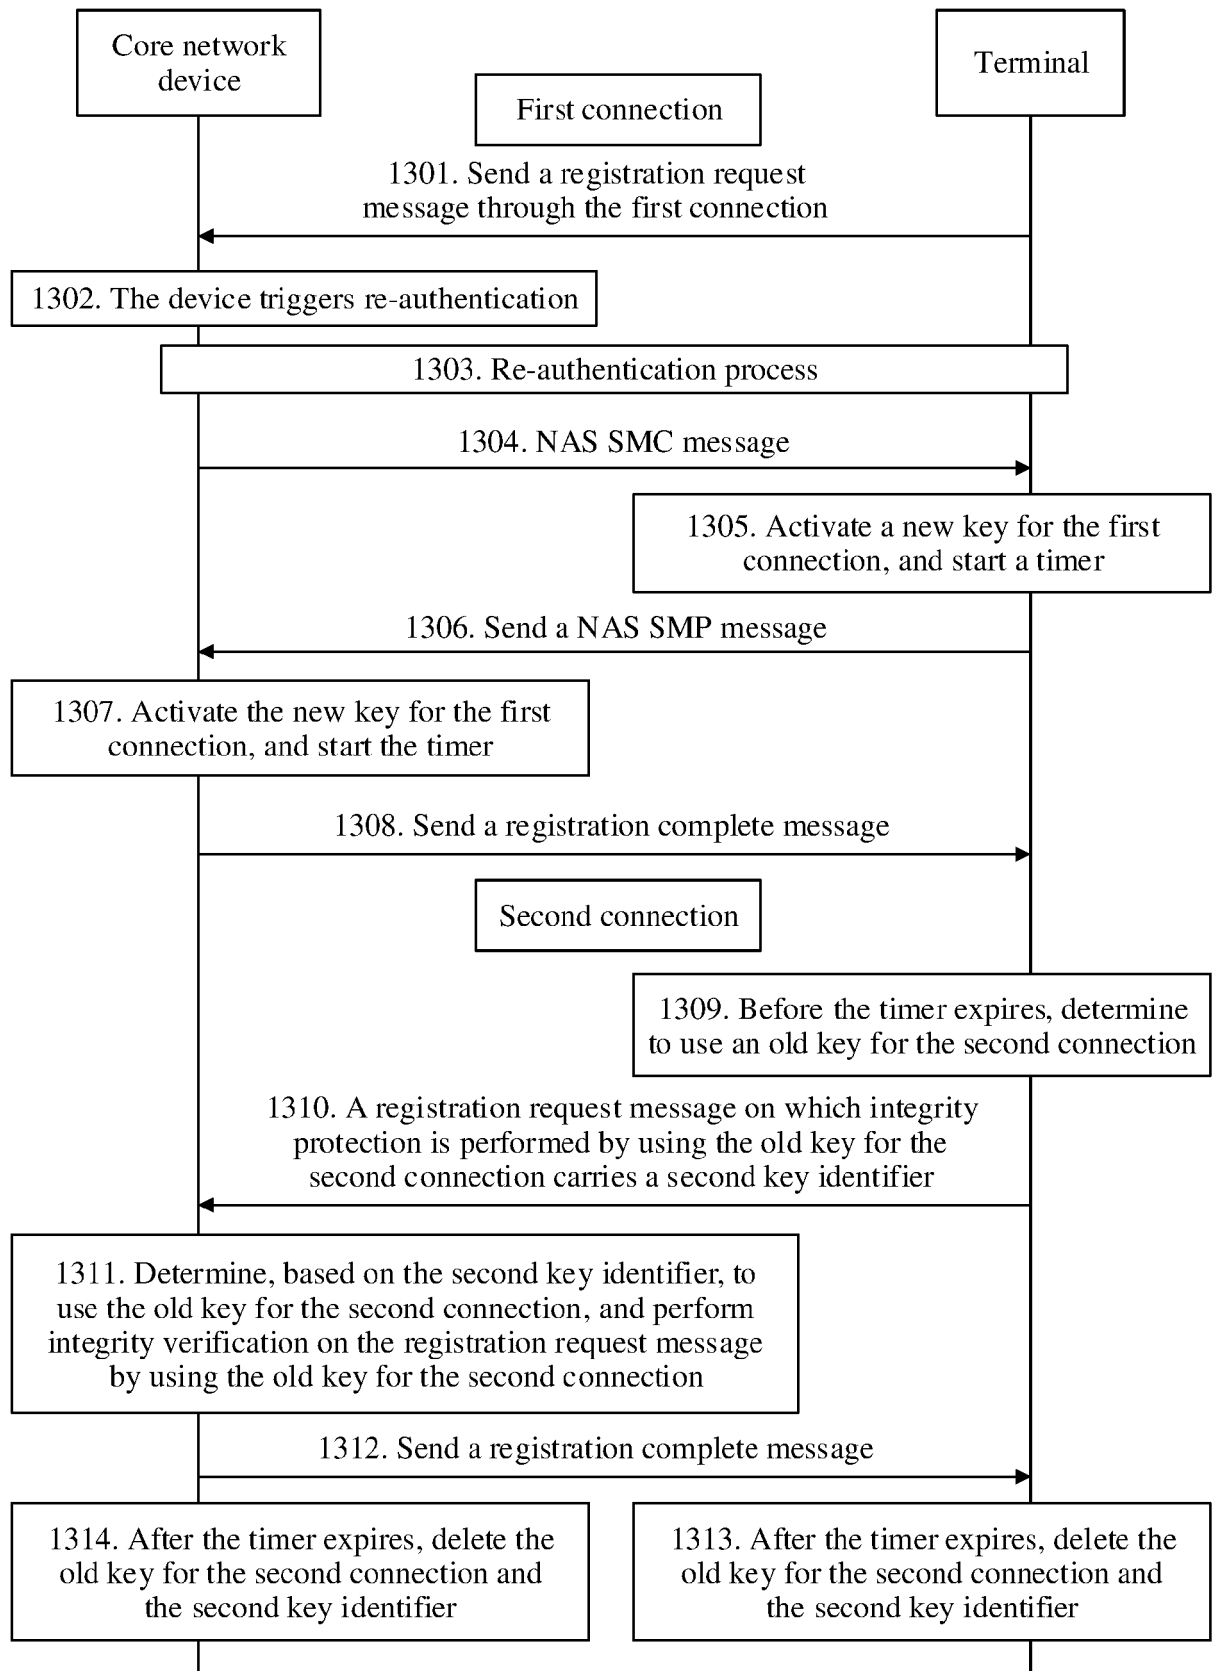 Core network
device
Terminal
First connection
1301. Send a registration request
message through the first connection
1302. The device triggers re-authentication
1303. Re-authentication process
1304. NAS SMC message
1305. Activate a new key for the first
connection, and start a timer
1306. Send a NAS SMP message
1307. Activate the new key for the first
connection, and start the timer
1308. Send a registration complete message
Second connection
1309. Before the timer expires, determine
to use an old key for the second connection
1310. A registration request message on which integrity
protection is performed by using the old key for the
second connection carries a second key identifier
1311. Determine, based on the second key identifier, to
use the old key for the second connection, and perform
integrity verification on the registration request message
by using the old key for the second connection
1312. Send a registration complete message
1314. After the timer expires, delete the
old key for the second connection and
the second key identifier
1313. After the timer expires, delete the
old key for the second connection and
the second key identifier